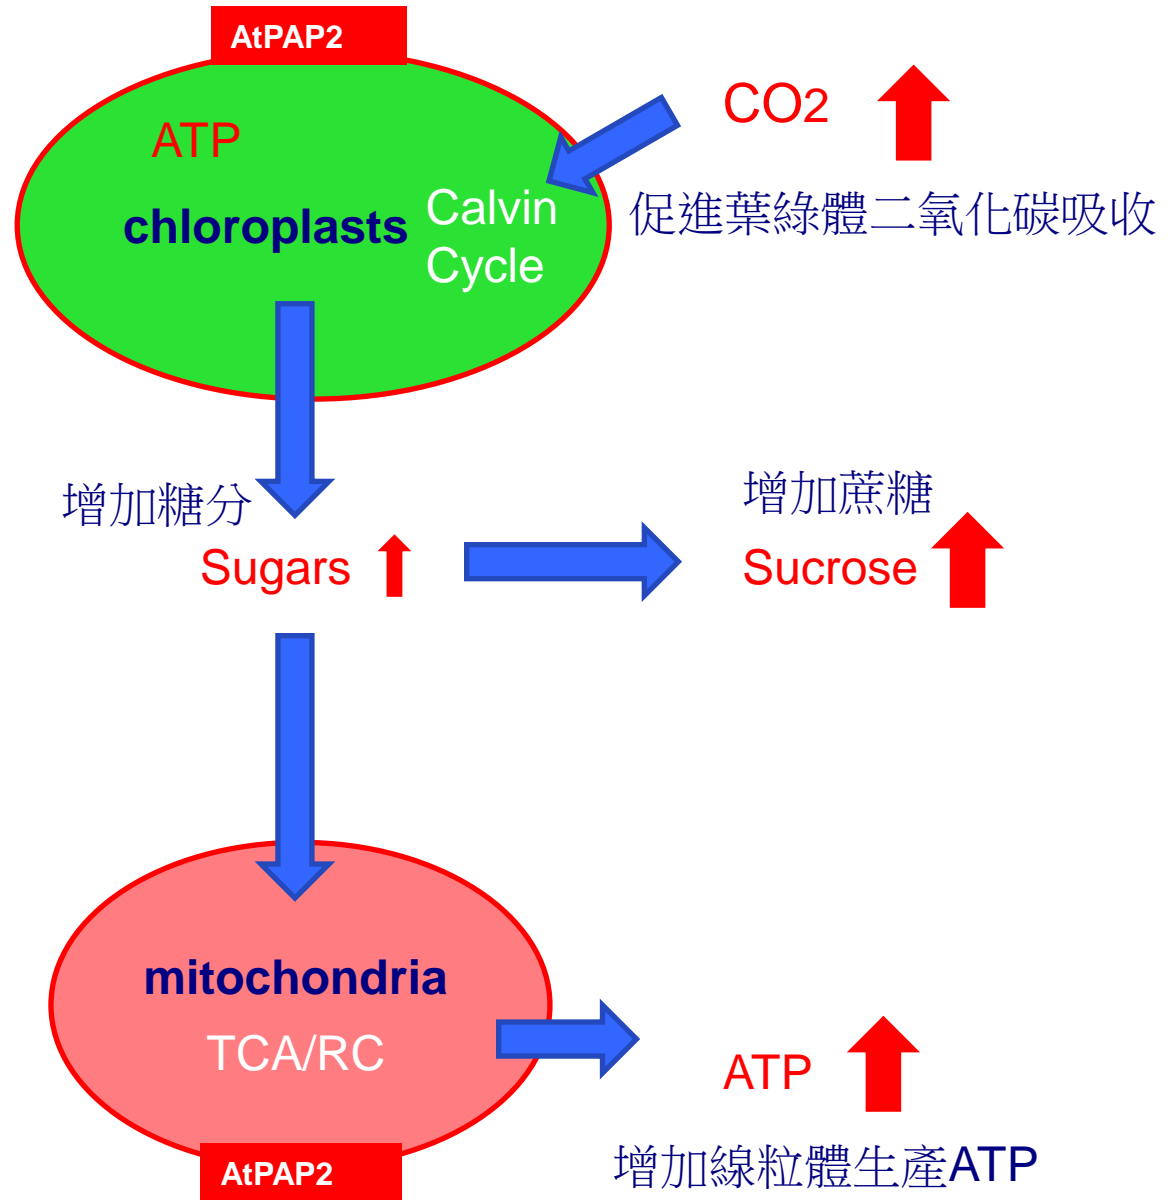 AtPAP2
CO2
ATP
促進葉綠體二氧化碳吸收
chloroplasts
Calvin
Cycle
增加糖分
增加蔗糖
Sugars
Sucrose
mitochondria
TCA/RC
ATP
增加線粒體生產ATP
AtPAP2